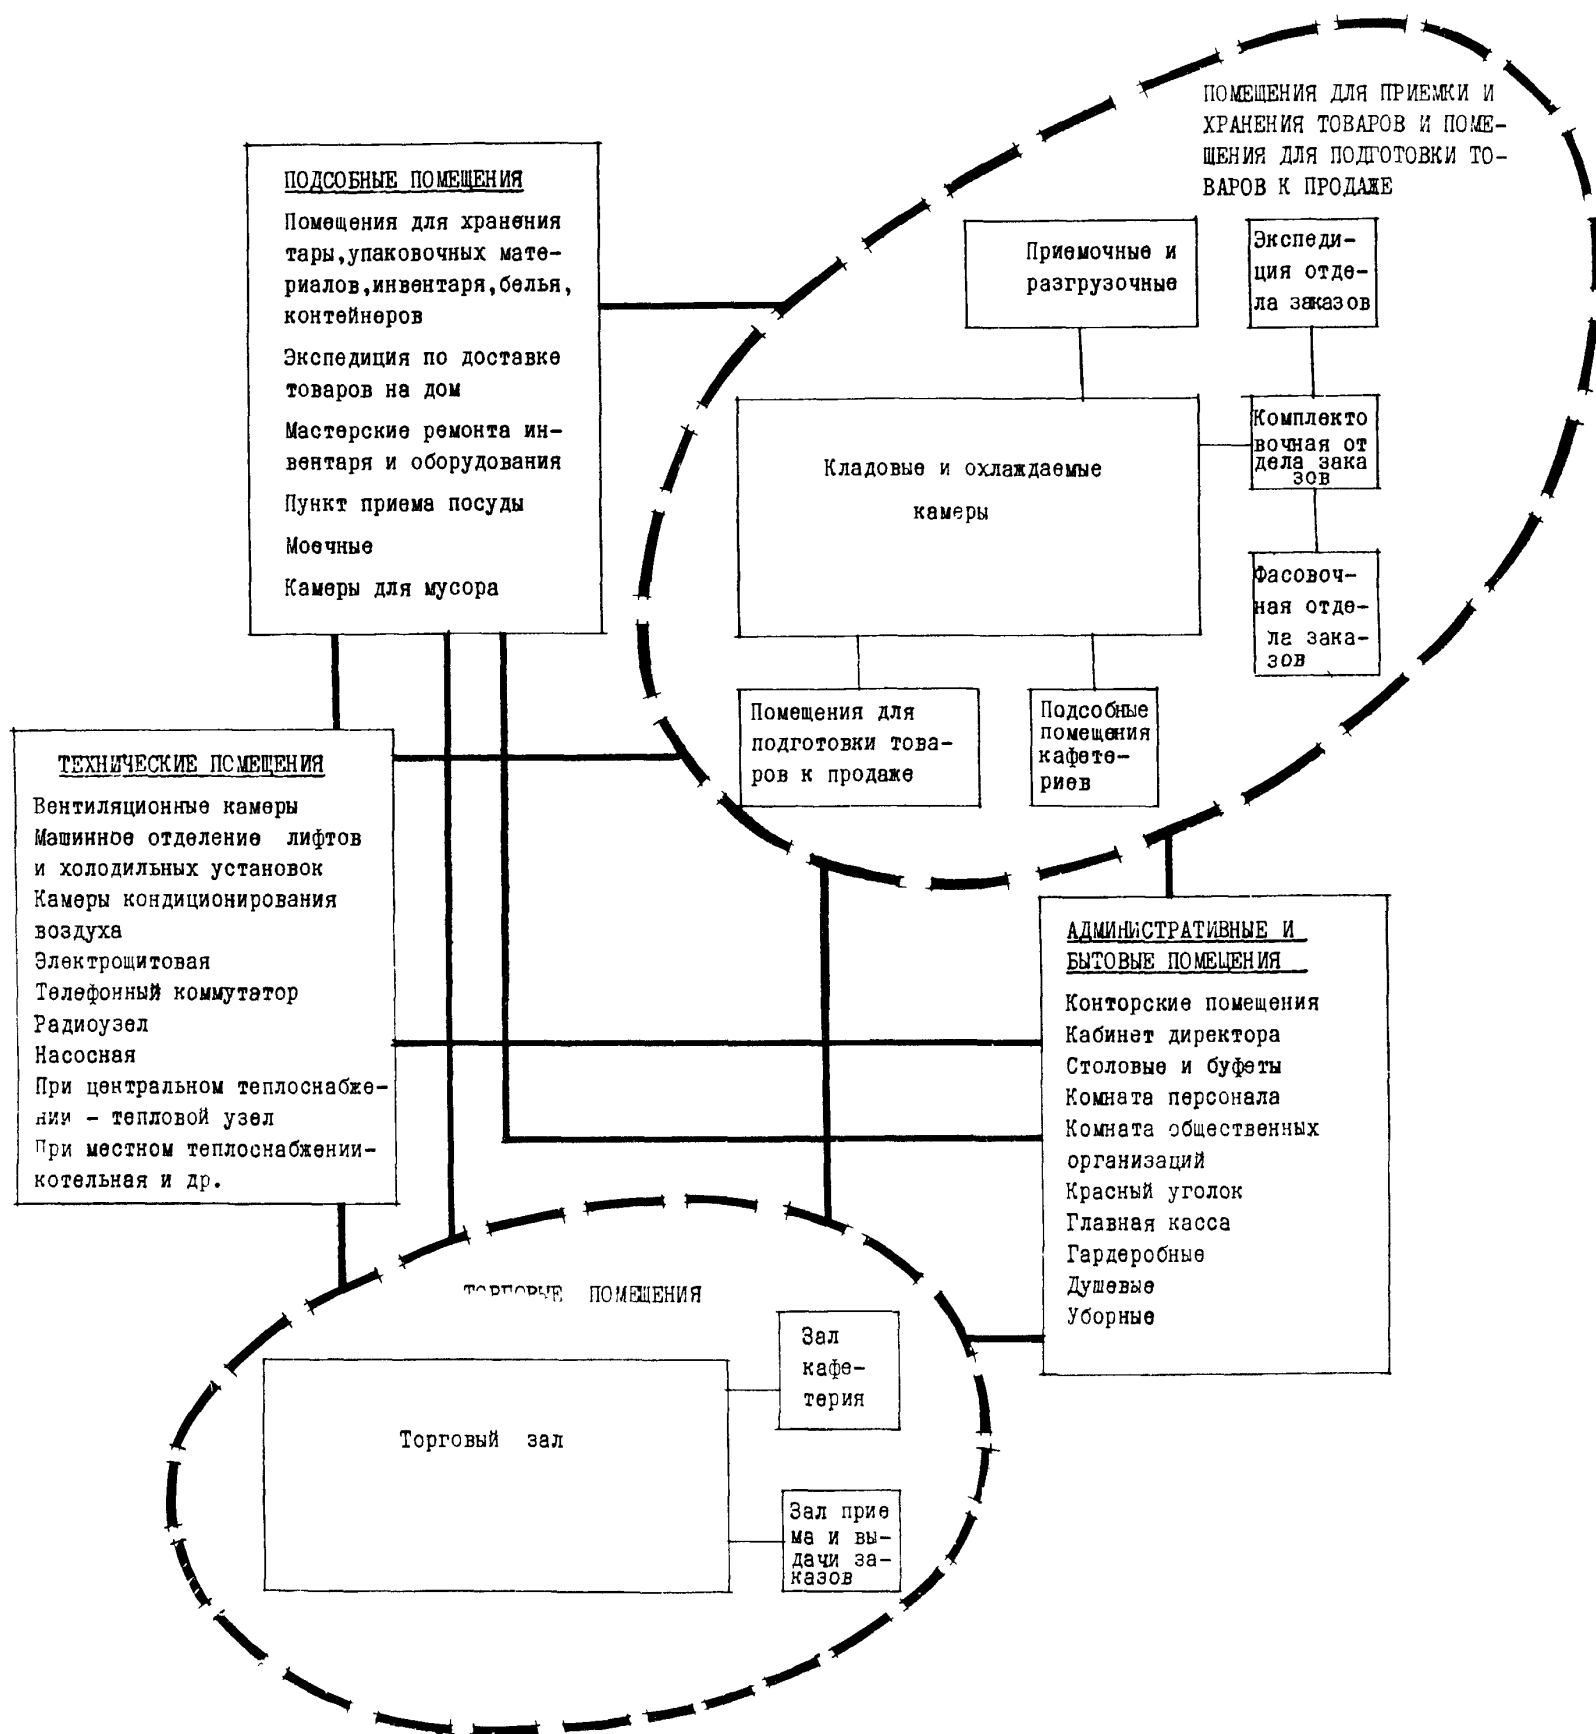 ПОМЕЩЕНИЯ ДЛЯ ПРИЕМКИ И
ХРАНЕНИЯ ТОВАРОВ И ПОМЕ-
ЩЕНИЯ ДЛЯ ПОДГОТОВКИ ТО-
ВАРОВ К ПРОДАЖЕ
ПОДСОБНЫЕ ПОМЕЩЕНИЯ
Помещения для хранения
тары,упаковочных мате-
риалов,инвентаря,белья,
контейнеров
Экспедиция по доставке
товаров на дом
Мастерские ремонта ин-
вентаря и оборудования
Пункт приема посуды
Моечные
Камеры для мусора
Приемочные и
разгрузочные
Экспеди-
ция отде-
ла заказов
Кладовые и охлаждаемые
камеры
Комплекто
вочная от
дела зака
зов
Фасовоч-
ная отде-
ла зака-
зов
Помещения для
подготовки това-
ров к продаже
Подсобные
помещения
кафете-
риев
ТЕХНИЧЕСКИЕ ПОМЕЩЕНИЯ
Вентиляционные камеры
Машинное отделение лифтов
и холодильных установок
Камеры кондиционирования
воздуха
Электрощитовая
Телефонный коммутатор
Радиоузел
Насосная
При центральном теплоснабже-
нии - тепловой узел
При местном теплоснабжении-
котельная и др.
АДМИНИСТРАТИВНЫЕ И
БЫТОВЫЕ ПОМЕЩЕНИЯ
Конторские помещения
Кабинет директора
Столовые и буфеты
Комната персонала
Комната общественных
организаций
Красный уголок
Главная касса
Гардеробные
Душевые
Уборные
ТОРГОВЫЕ ПОМЕЩЕНИЯ
Торговый зал
Зал
кафе-
терия
Зал прие
ма и вы-
дачи за-
казов